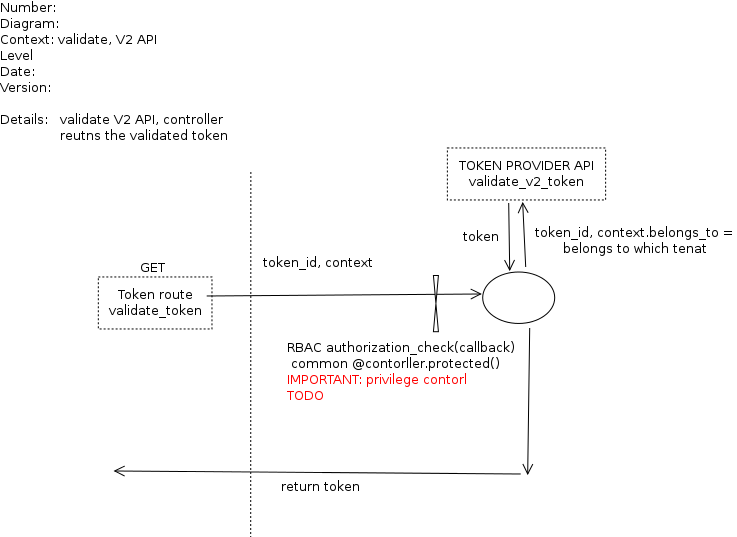 Number:
Diagram:
Context: validate, V2 API
Level
Date:
Version:
Details: validate V2 API, controller
reutns the validated token
TOKEN PROVIDER API
validate_v2_token
token
token_id, context.belongs_to =
belongs to which tenat
token_id, context
GET
Token route
validate_token
RBAC authorization_check(callback)
common @contorller.protected()
IMPORTANT: privilege contorl
TODO
return token